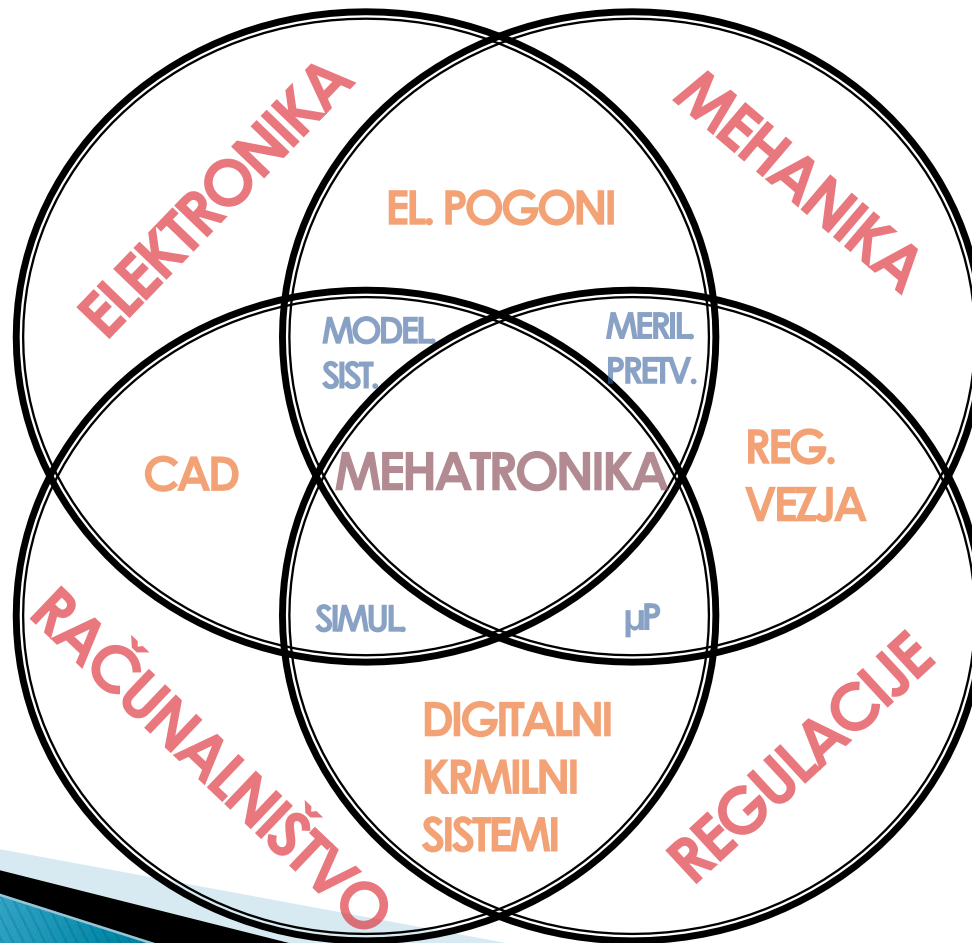 ELEKTRONIKA
MEHANIKA
EL. POGONI
MODEL.
SIST.
MERIL.
PRETV.
CAD
MEHATRONIKA
REG.
VEZJA
SIMUL.
µP
RAČUNALNIŠTVO
DIGITALNI
KRMILNI
SISTEMI
REGULACIJE